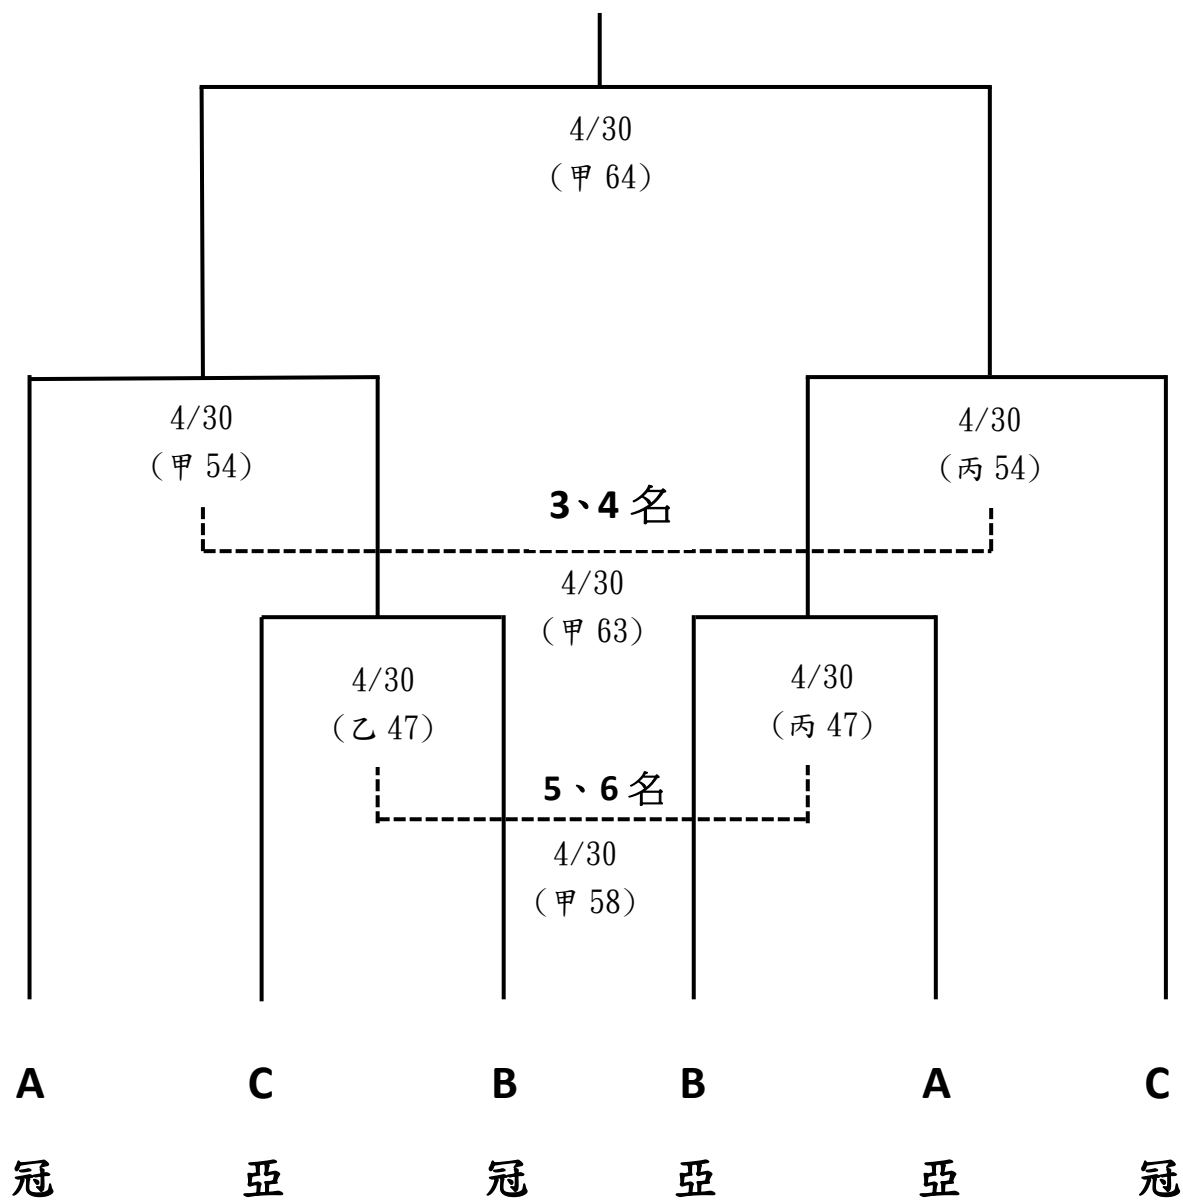 4/30
(甲 64)
4/30
(甲 54)
4/30
(丙 54)
3、4 名
4/30
(甲 63)
4/30
(乙 47)
4/30
(丙 47)
5、6 名
4/30
(甲 58)
A C B B A C
冠 亞 冠 亞 亞 冠